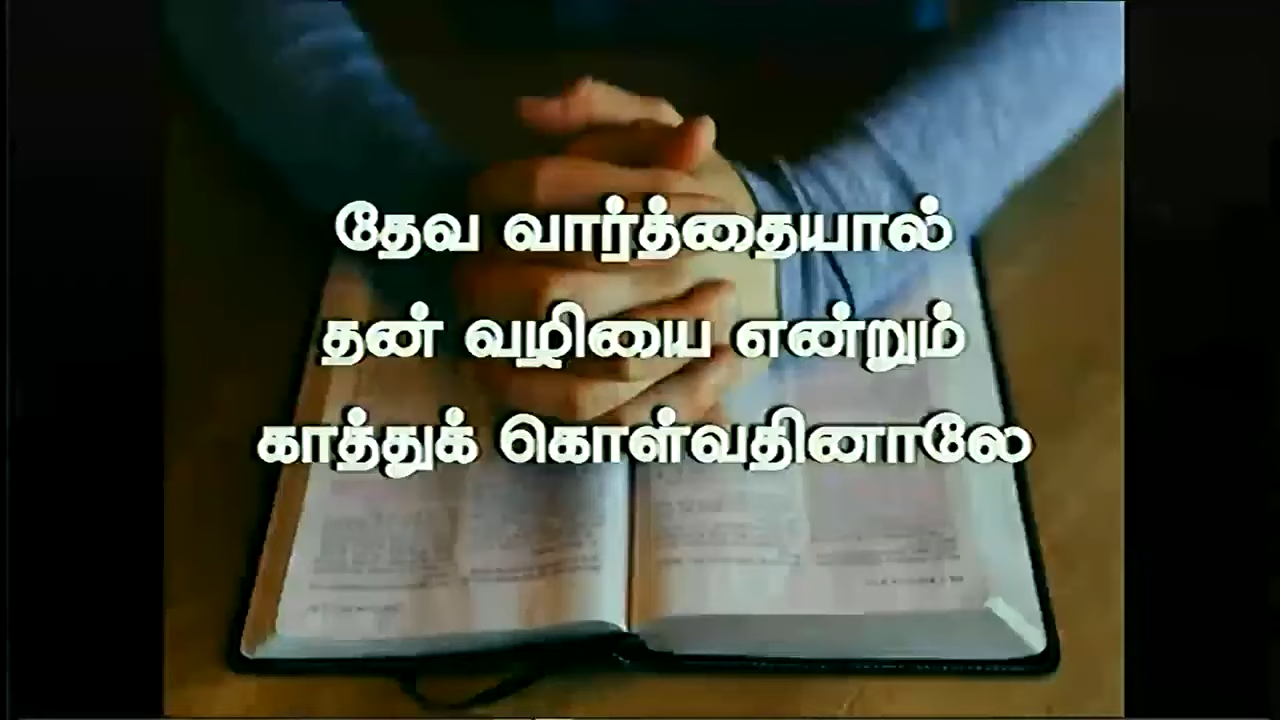 தேவ வார்த்தையால்
தன் வழியை என்றும்
காத்துக் கொள்வதினாலே